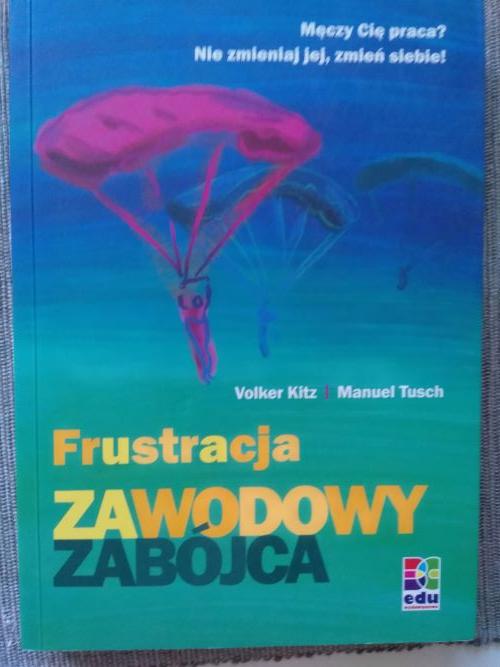 Męczy Cię praca?
Nie zmieniaj jej, zmień siebie!
Volker Kitz | Manuel Tusch
Frustracja
ZAWODOWY
ZABÓJCA
edu